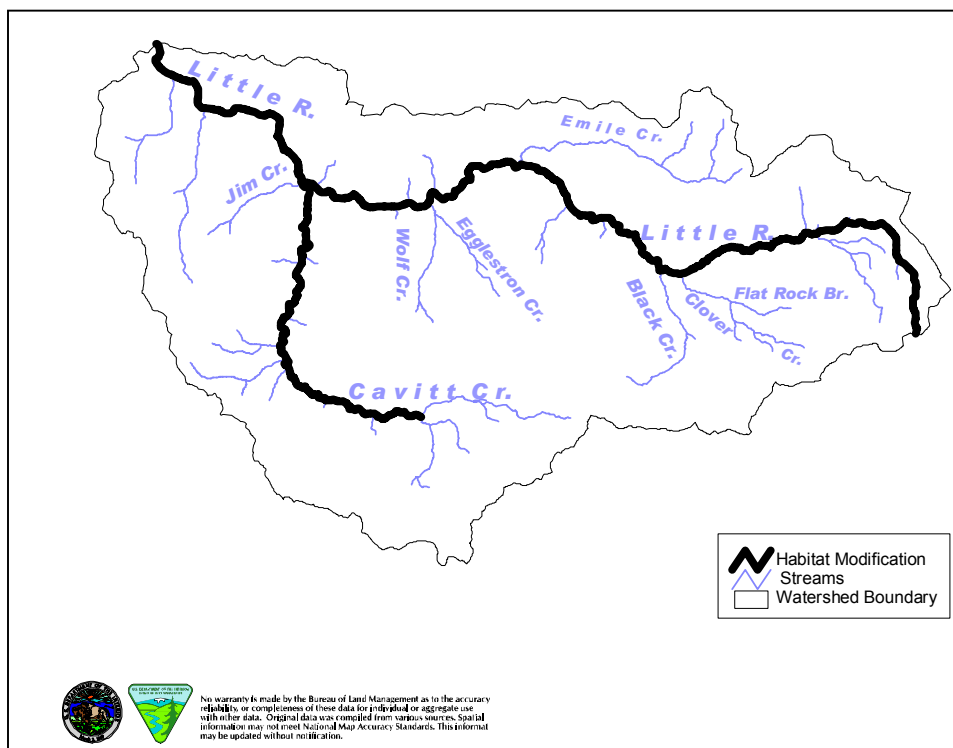 Little R.
Emile Cr.
Jim Cr.
Wolf Cr.
Egglestron Cr.
Little R.
Black Cr.
Clover
Cr.
Flat Rock Br.
Cavitt Cr.
Habitat Modification
Streams
Watershed Boundary
No warranty is made by the Bureau of Land Management as to the accuracy
reliability, or completeness of these data for individual or aggregate use
with other data. Original data was compiled from various sources. Spatial
information may not meet National Map Accuracy Standards. This informat
may be updated without notification.